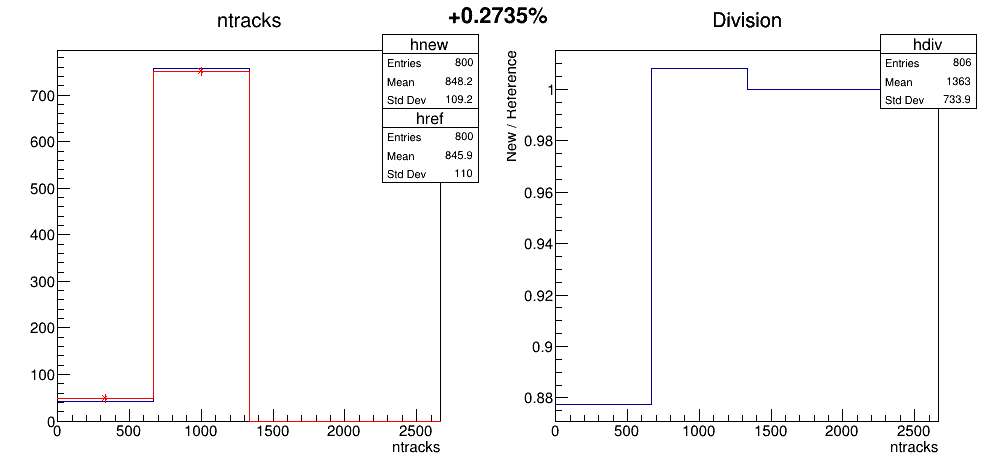 +0.2735%
ntracks
hnew
Entries 800
Mean 848.2
Std Dev 109.2
href
Entries 800
Mean 845.9
Std Dev 110
700
600
500
400
300
200
100
0
0 500 1000 1500 2000 2500
ntracks
Division
hdiv
Entries 806
Mean 1363
Std Dev 733.9
New / Reference
1
0.98
0.96
0.94
0.92
0.9
0.88
0 500 1000 1500 2000 2500
ntracks